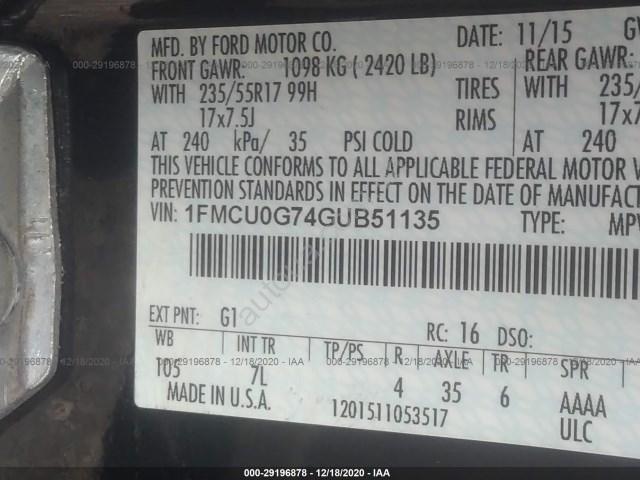 MFD. BY FORD MOTOR CO. DATE: 11/15
FRONT GAWR: 1098 KG ( 2420 LB) REAR GAWR:
WITH 235/55R17 99H TIRES WITH 235/
17x7.5J RIMS 17x7
AT 240 kPa/ 35 PSI COLD AT 240
THIS VEHICLE CONFORMS TO ALL APPLICABLE FEDERAL MOTOR
PREVENTION STANDARDS IN EFFECT ON THE DATE OF MANUFAC
VIN: 1FMCU0G74GUB51135 TYPE: MPV
EXT PNT: G1 RC: 16 DSO:
WB INT TR TP/PS R AXLE TR SPR
105 7L 4 35 6 AAAA
MADE IN U.S.A. 1201511053517 ULC
000-29196878 - 12/18/2020 - IAA